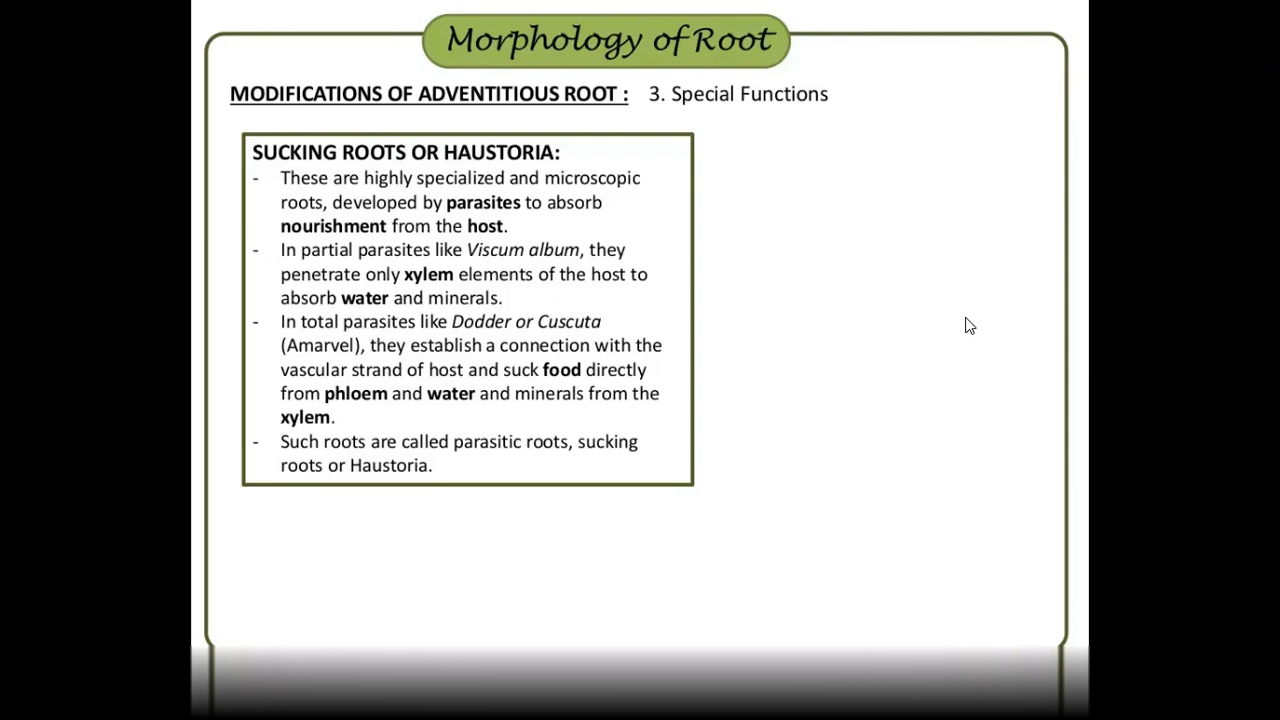 Morphology of Root
MODIFICATIONS OF ADVENTITIOUS ROOT : 3. Special Functions
SUCKING ROOTS OR HAUSTORIA:
- These are highly specialized and microscopic
roots, developed by parasites to absorb
nourishment from the host.
- In partial parasites like Viscum album, they
penetrate only xylem elements of the host to
absorb water and minerals.
- In total parasites like Dodder or Cuscuta
(Amarvel), they establish a connection with the
vascular strand of host and suck food directly
from phloem and water and minerals from the
xylem.
- Such roots are called parasitic roots, sucking
roots or Haustoria.